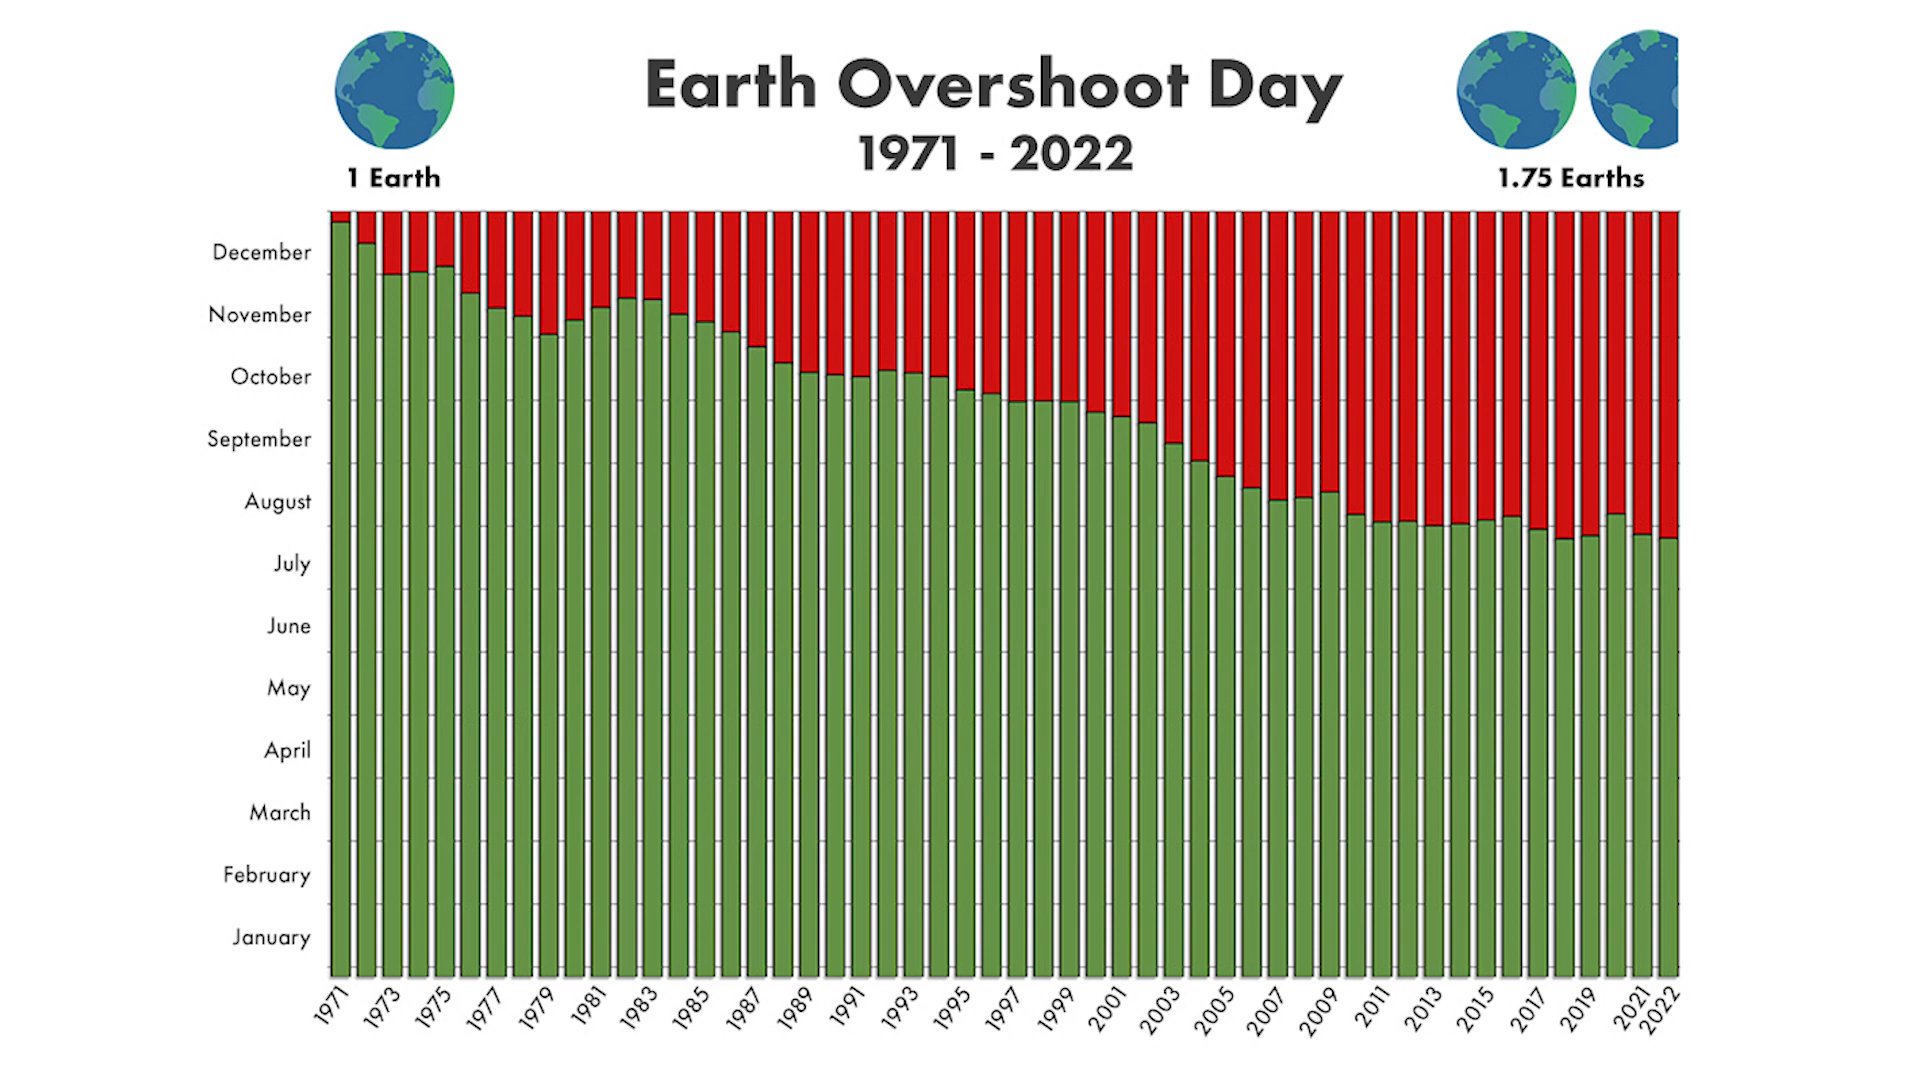 Earth Overshoot Day
1971 - 2022
1 Earth
1.75 Earths
December
November
October
September
August
July
June
May
April
March
February
January
1971
1973
1975
1977
1979
1981
1983
1985
1987
1989
1991
1993
1995
1997
1999
2001
2003
2005
2007
2009
2011
2013
2015
2017
2019
2021
2022